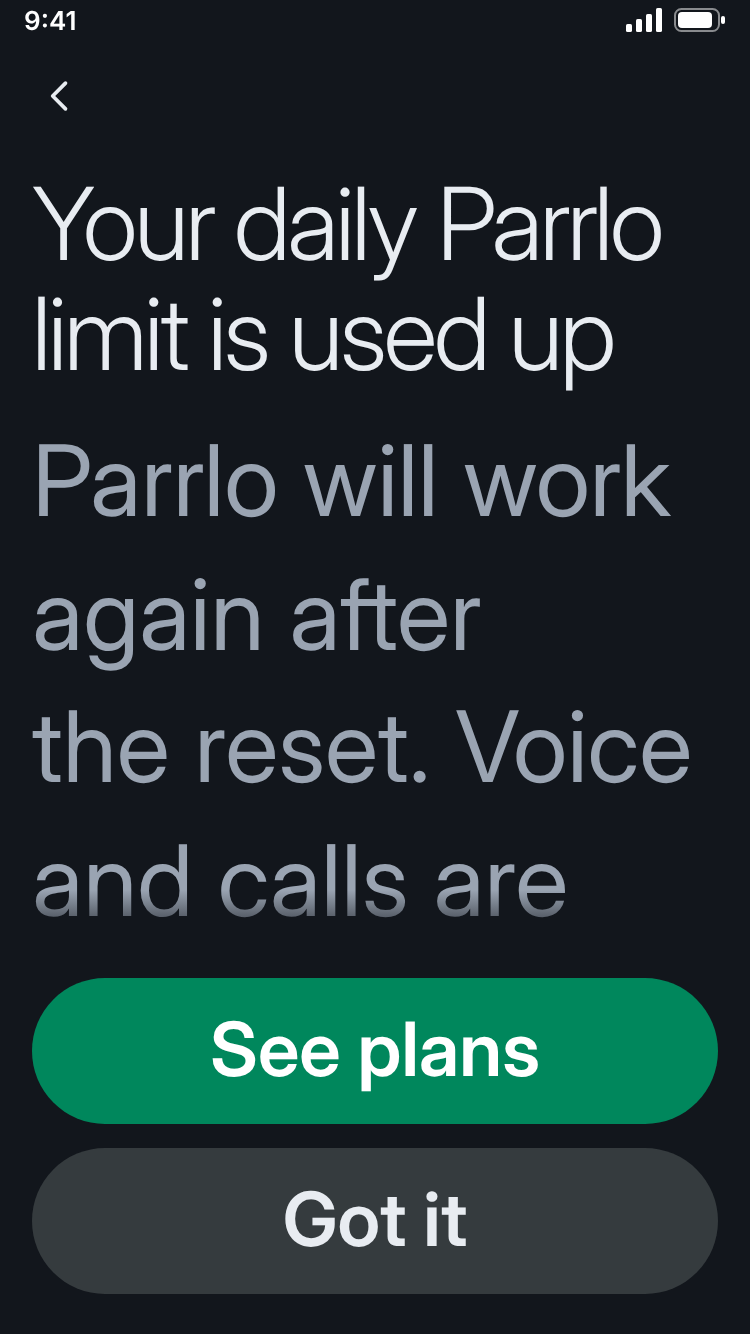 9:41
Your daily Parrlo
limit is used up
Parrlo will work
again after
the reset. Voice
and calls are
See plans
Got it